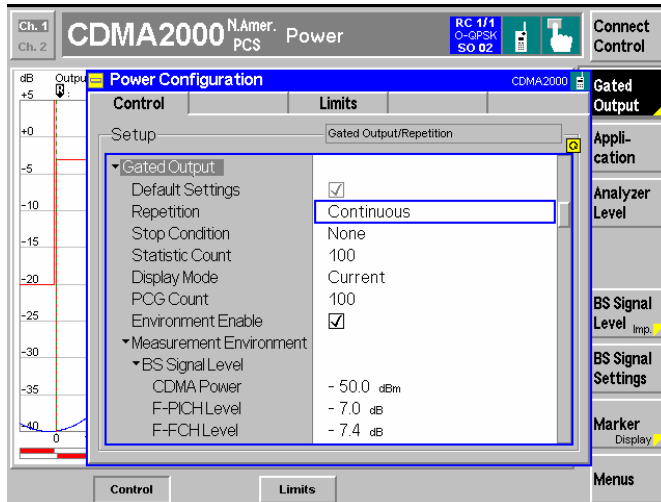 Ch. 1
Ch. 2
CDMA2000 N.Amer. PCS Power
RC 1/1
O-QPSK
SO 02
Connect Control
dB Outpu
+5
+0
-5
-10
-15
-20
-25
-30
-35
-40
0
Power Configuration CDMA2000
Control Limits
Setup Gated Output/Repetition
Gated Output
Default Settings
Repetition Continuous
Stop Condition None
Statistic Count 100
Display Mode Current
PCG Count 100
Environment Enable
Measurement Environment
BS Signal Level
CDMA Power - 50.0 dBm
F-PICH Level - 7.0 dB
F-FCH Level - 7.4 dB
Gated Output
Appli-
cation
Analyzer Level
BS Signal Level Imp.
BS Signal Settings
Marker Display
Menus
Control Limits